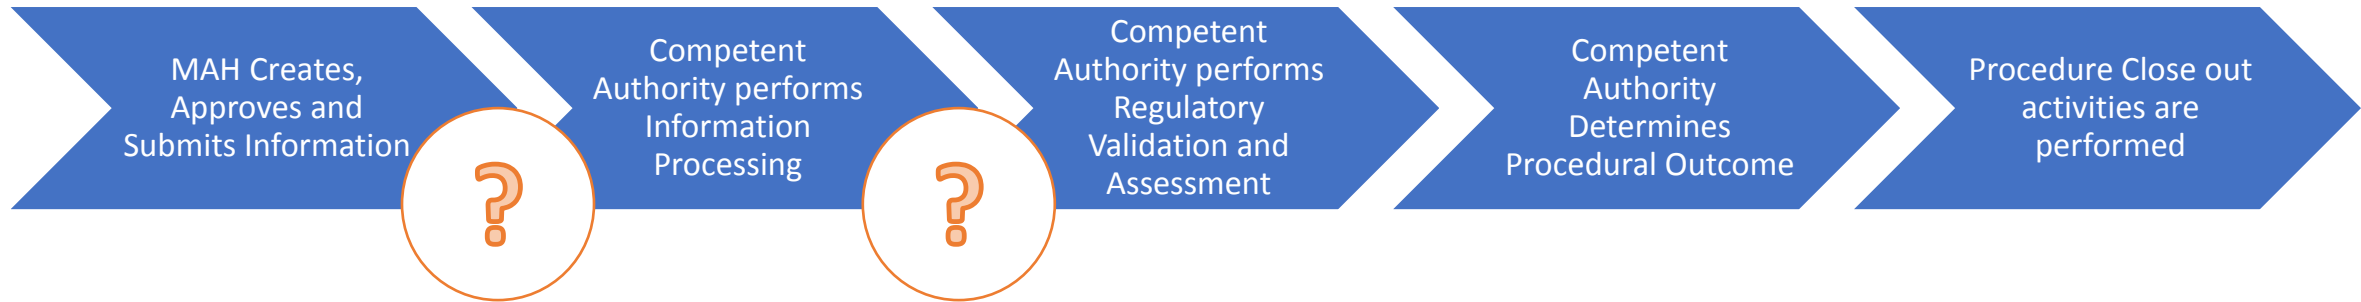 MAH Creates,
Approves and
Submits Information
?
Competent
Authority performs
Information
Processing
?
Competent
Authority performs
Regulatory
Validation and
Assessment
Competent
Authority
Determines
Procedural Outcome
Procedure Close out
activities are
performed